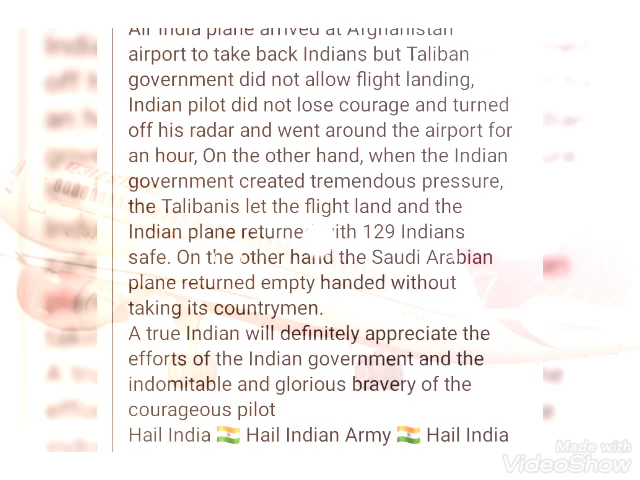 Air India plane arrived at Afghanistan
airport to take back Indians but Taliban
government did not allow flight landing,
Indian pilot did not lose courage and turned
off his radar and went around the airport for
an hour, On the other hand, when the Indian
government created tremendous pressure,
the Talibanis let the flight land and the
Indian plane returned with 129 Indians
safe. On the other hand the Saudi Arabian
plane returned empty handed without
taking its countrymen.
A true Indian will definitely appreciate the
efforts of the Indian government and the
indomitable and glorious bravery of the
courageous pilot
Hail India 🇮🇳 Hail Indian Army 🇮🇳 Hail India
Made with
VideoShow